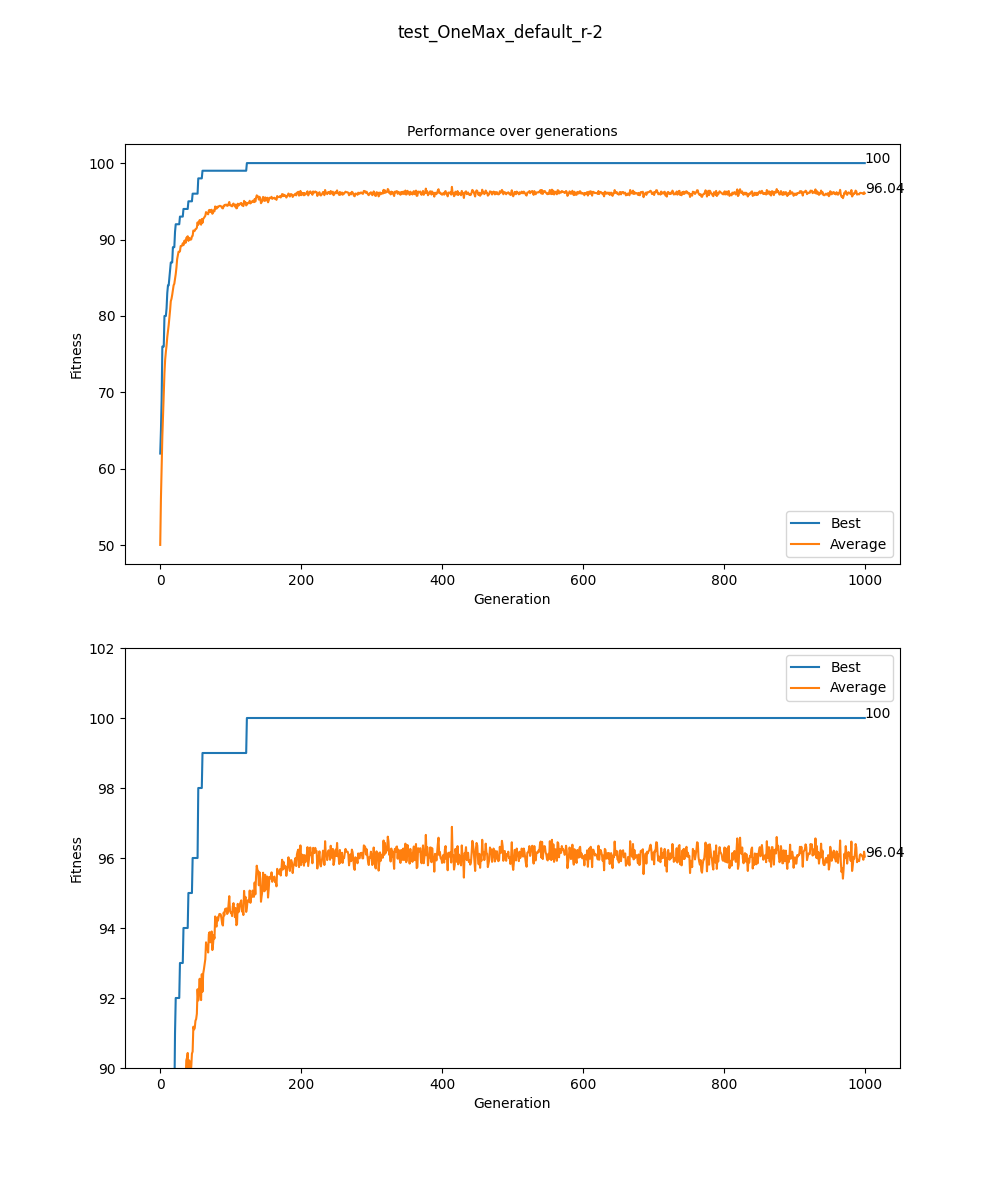 test_OneMax_default_r-2
Performance over generations
100
96.04
Fitness
100
90
80
70
60
50
Best
Average
0 200 400 600 800 1000
Generation
102
100
98
96
94
92
90
Fitness
Best
Average
100
96.04
0 200 400 600 800 1000
Generation